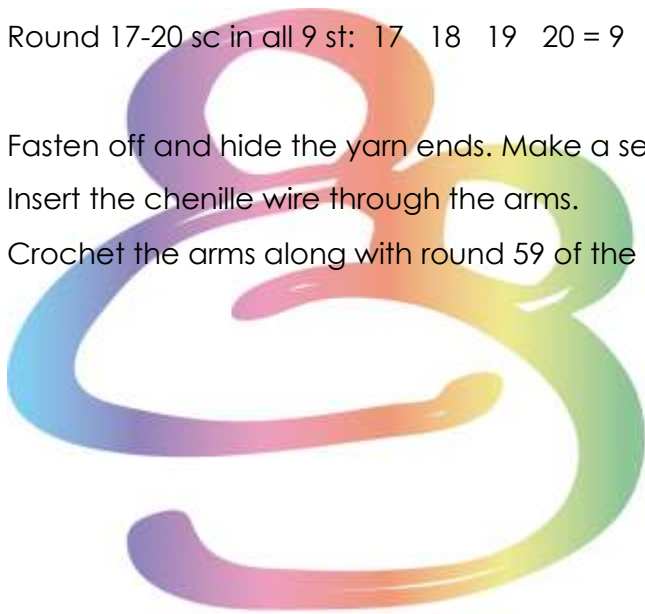 Round 17-20 sc in all 9 st: 17 18 19 20 = 9
Fasten off and hide the yarn ends. Make a se
Insert the chenille wire through the arms.
Crochet the arms along with round 59 of the